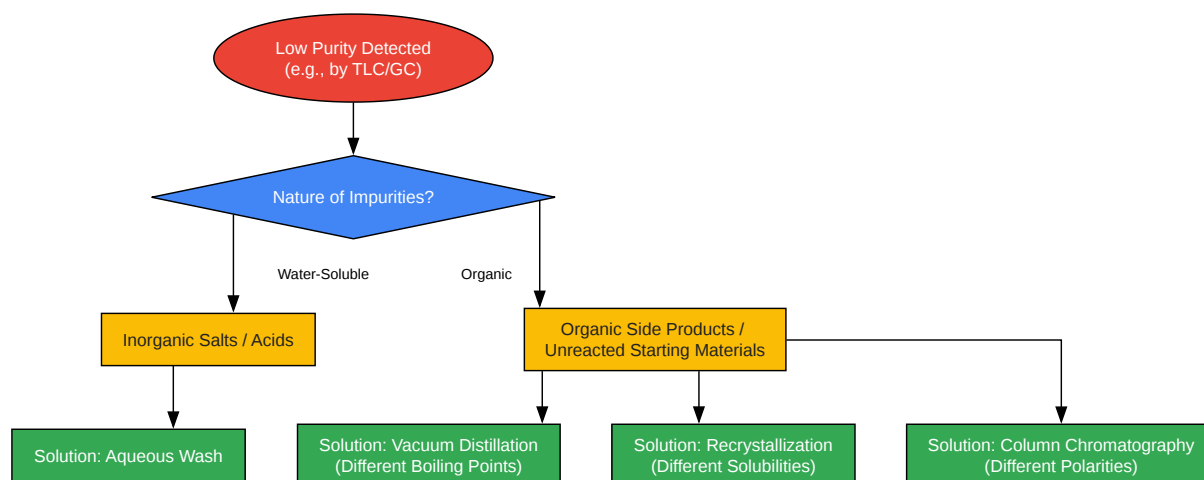 Low Purity Detected
(e.g., by TLC/GC)
Nature of Impurities?
Water-Soluble
Organic
Inorganic Salts / Acids
Organic Side Products /
Unreacted Starting Materials
Solution: Aqueous Wash
Solution: Vacuum Distillation
(Different Boiling Points)
Solution: Recrystallization
(Different Solubilities)
Solution: Column Chromatography
(Different Polarities)